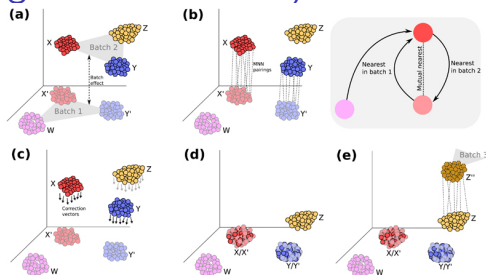 (a)
X
Z
Batch 2
Y
Batch
effect
X'
Batch 1
Y'
W
(b)
X
Z
Y
MNN
pairings
X'
Y'
W
Nearest
in batch 1
Mutual nearest
Nearest
in batch 2
(c)
X
Z
Y
Correction
vectors
X'
Y'
W
(d)
Z
X/X'
Y/Y'
W
(e)
Batch 3
Z''
Z
X/X'
Y/Y'
W